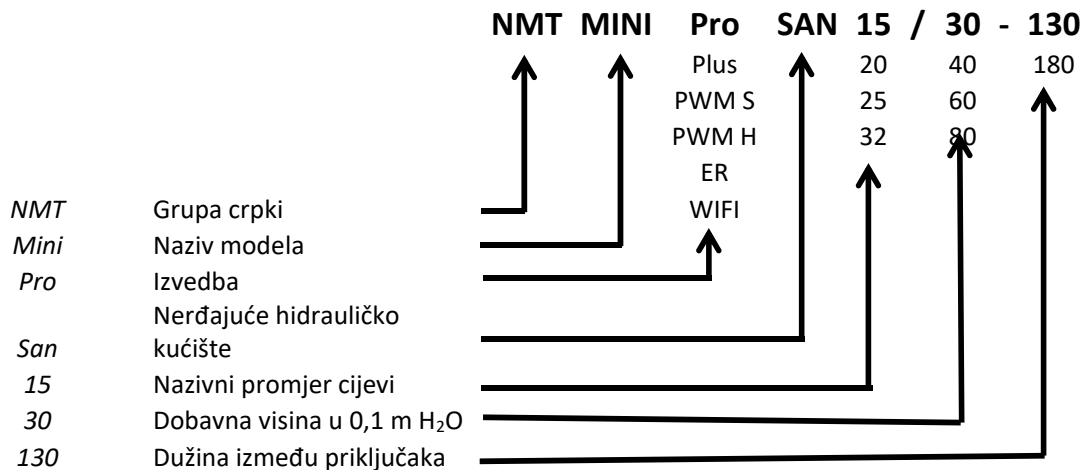 NMT MINI Pro SAN 15 / 30 - 130
Plus 20 40 180
PWM S 25 60
PWM H 32 80
ER
WIFI
NMT Grupa crpki
Mini Naziv modela
Pro Izvedba
Nerđajuće hidrauličko
San kućište
15 Nazivni promjer cijevi
30 Dobavna visina u 0,1 m H₂O
130 Dužina između priključaka